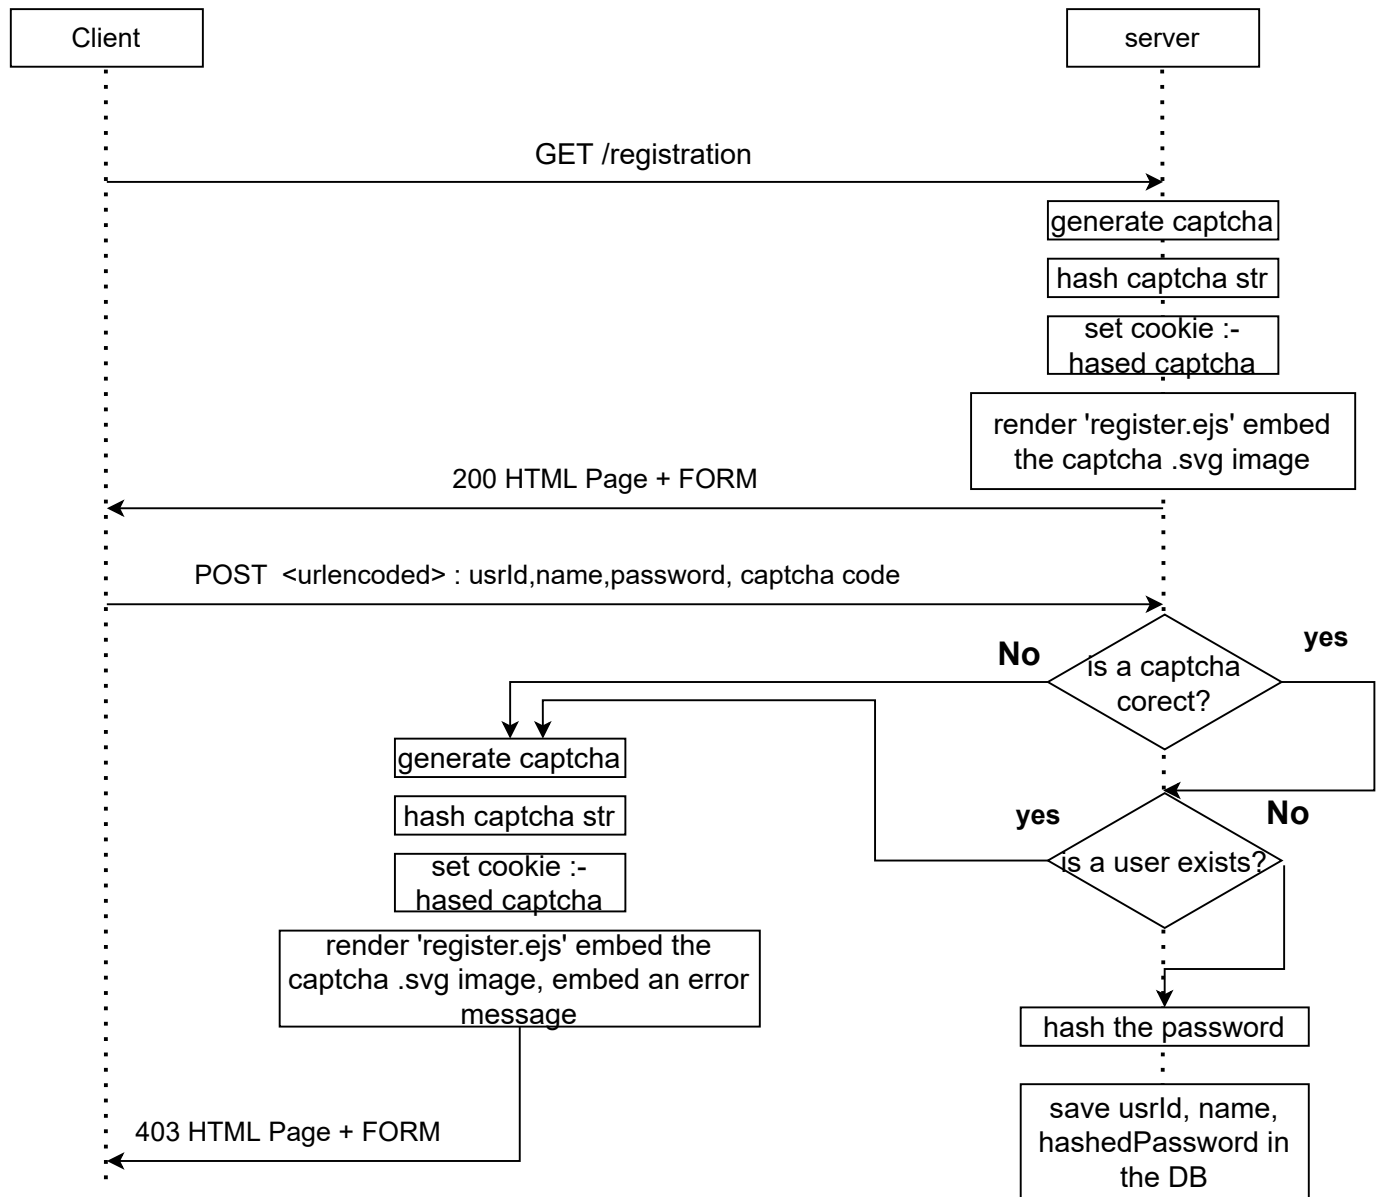 Client
server
GET /registration
generate captcha
hash captcha str
set cookie :-
hased captcha
render 'register.ejs' embed
the captcha .svg image
200 HTML Page + FORM
POST  <urlencoded> : usrId,name,password, captcha code
No
yes
is a captcha
corect?
generate captcha
hash captcha str
set cookie :-
hased captcha
render 'register.ejs' embed the
captcha .svg image, embed an error
message
yes
No
is a user exists?
hash the password
save usrId, name,
hashedPassword in
the DB
403 HTML Page + FORM